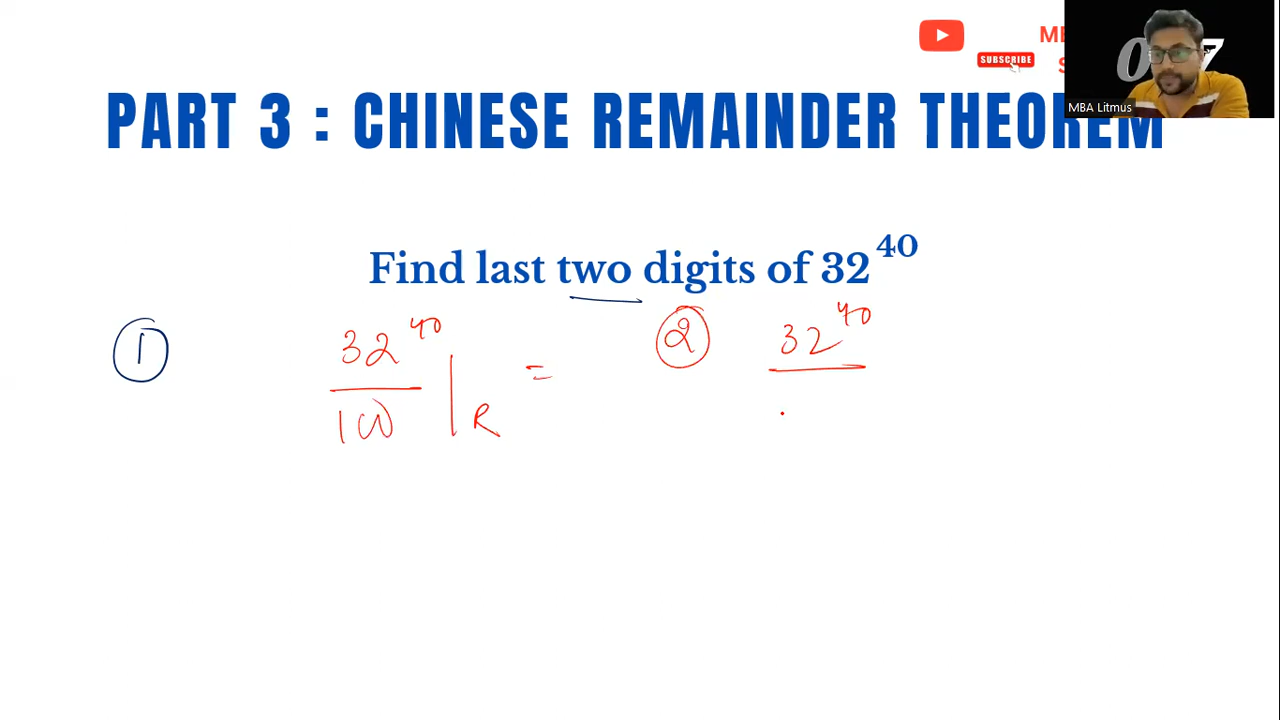 SUBSCRIBE
MBA Litmus
PART 3 : CHINESE REMAINDER THEOREM
Find last two digits of 32^40
① 32^40 / 100 | R =
② 32^40